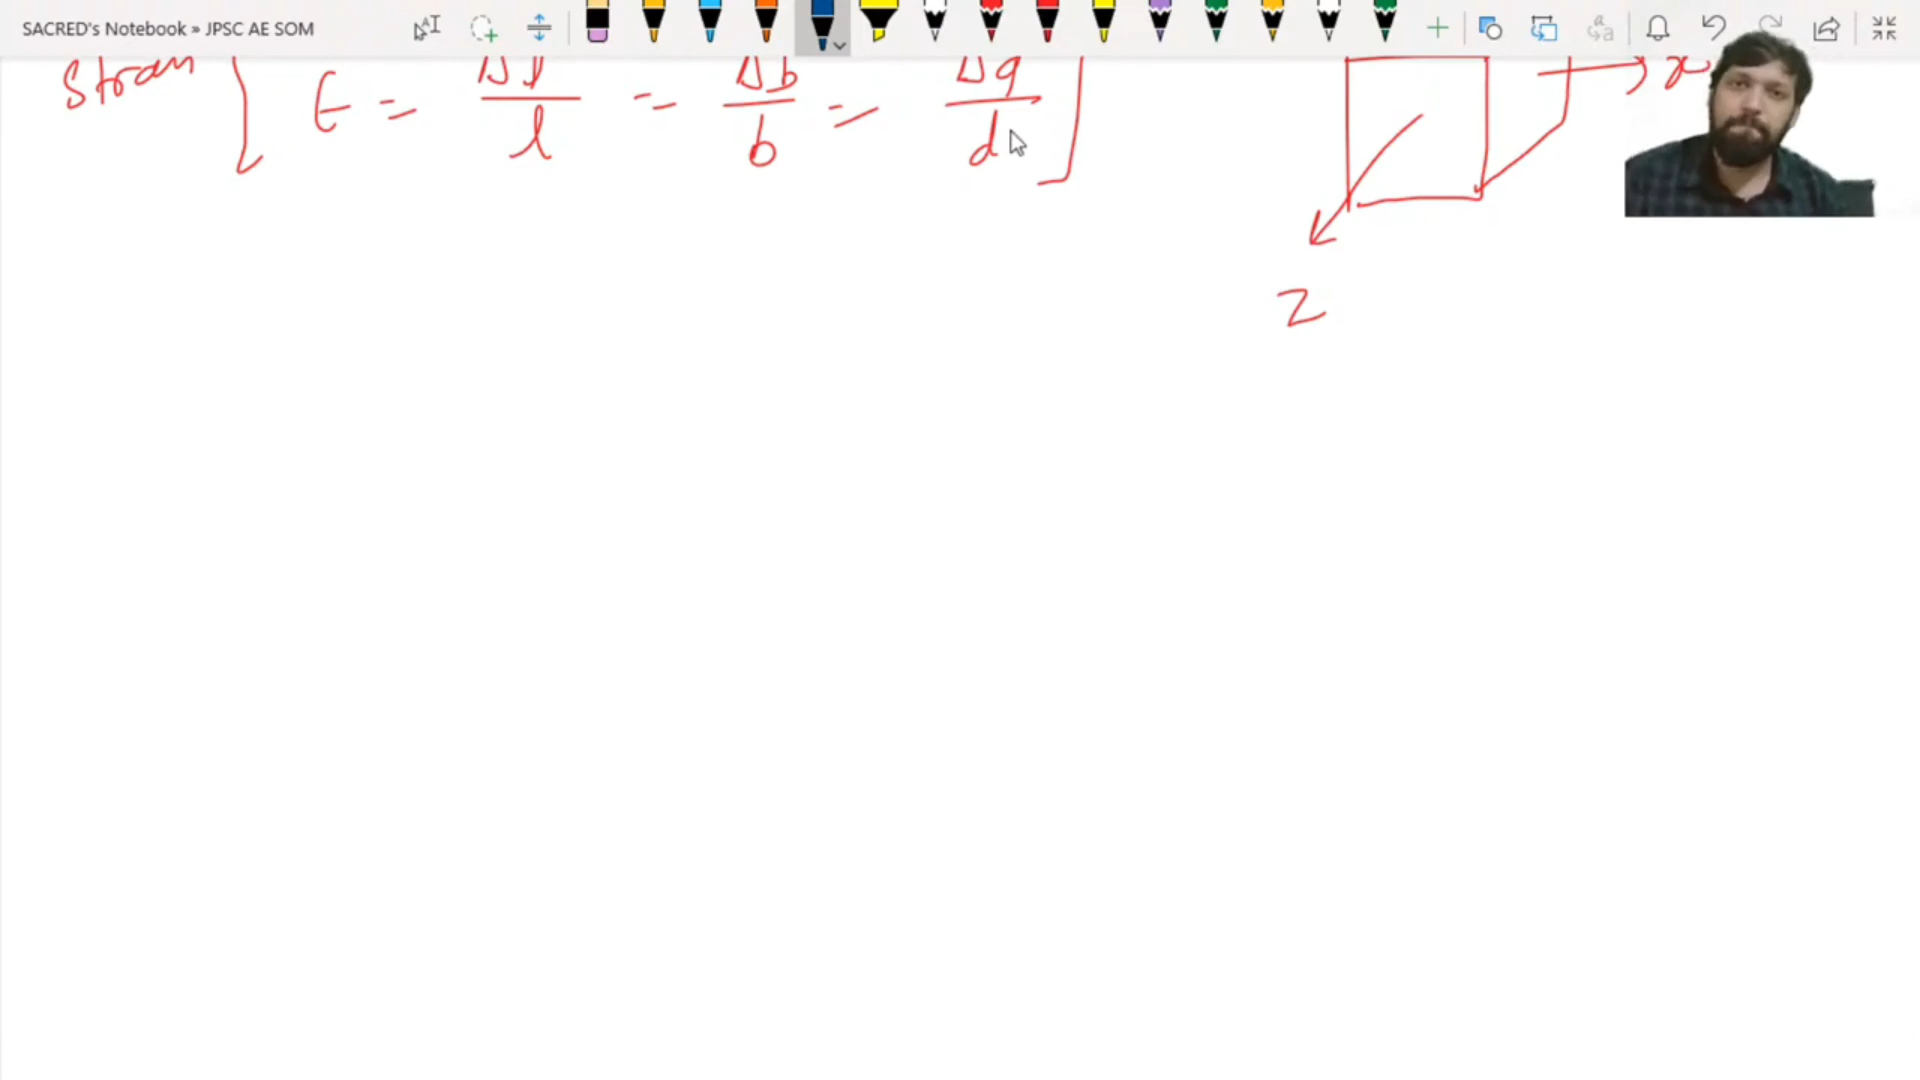 SACRED's Notebook » JPSC AE SOM
Strain [ ϵ = Δl/l = Δb/b = Δd/d ]
x
Z